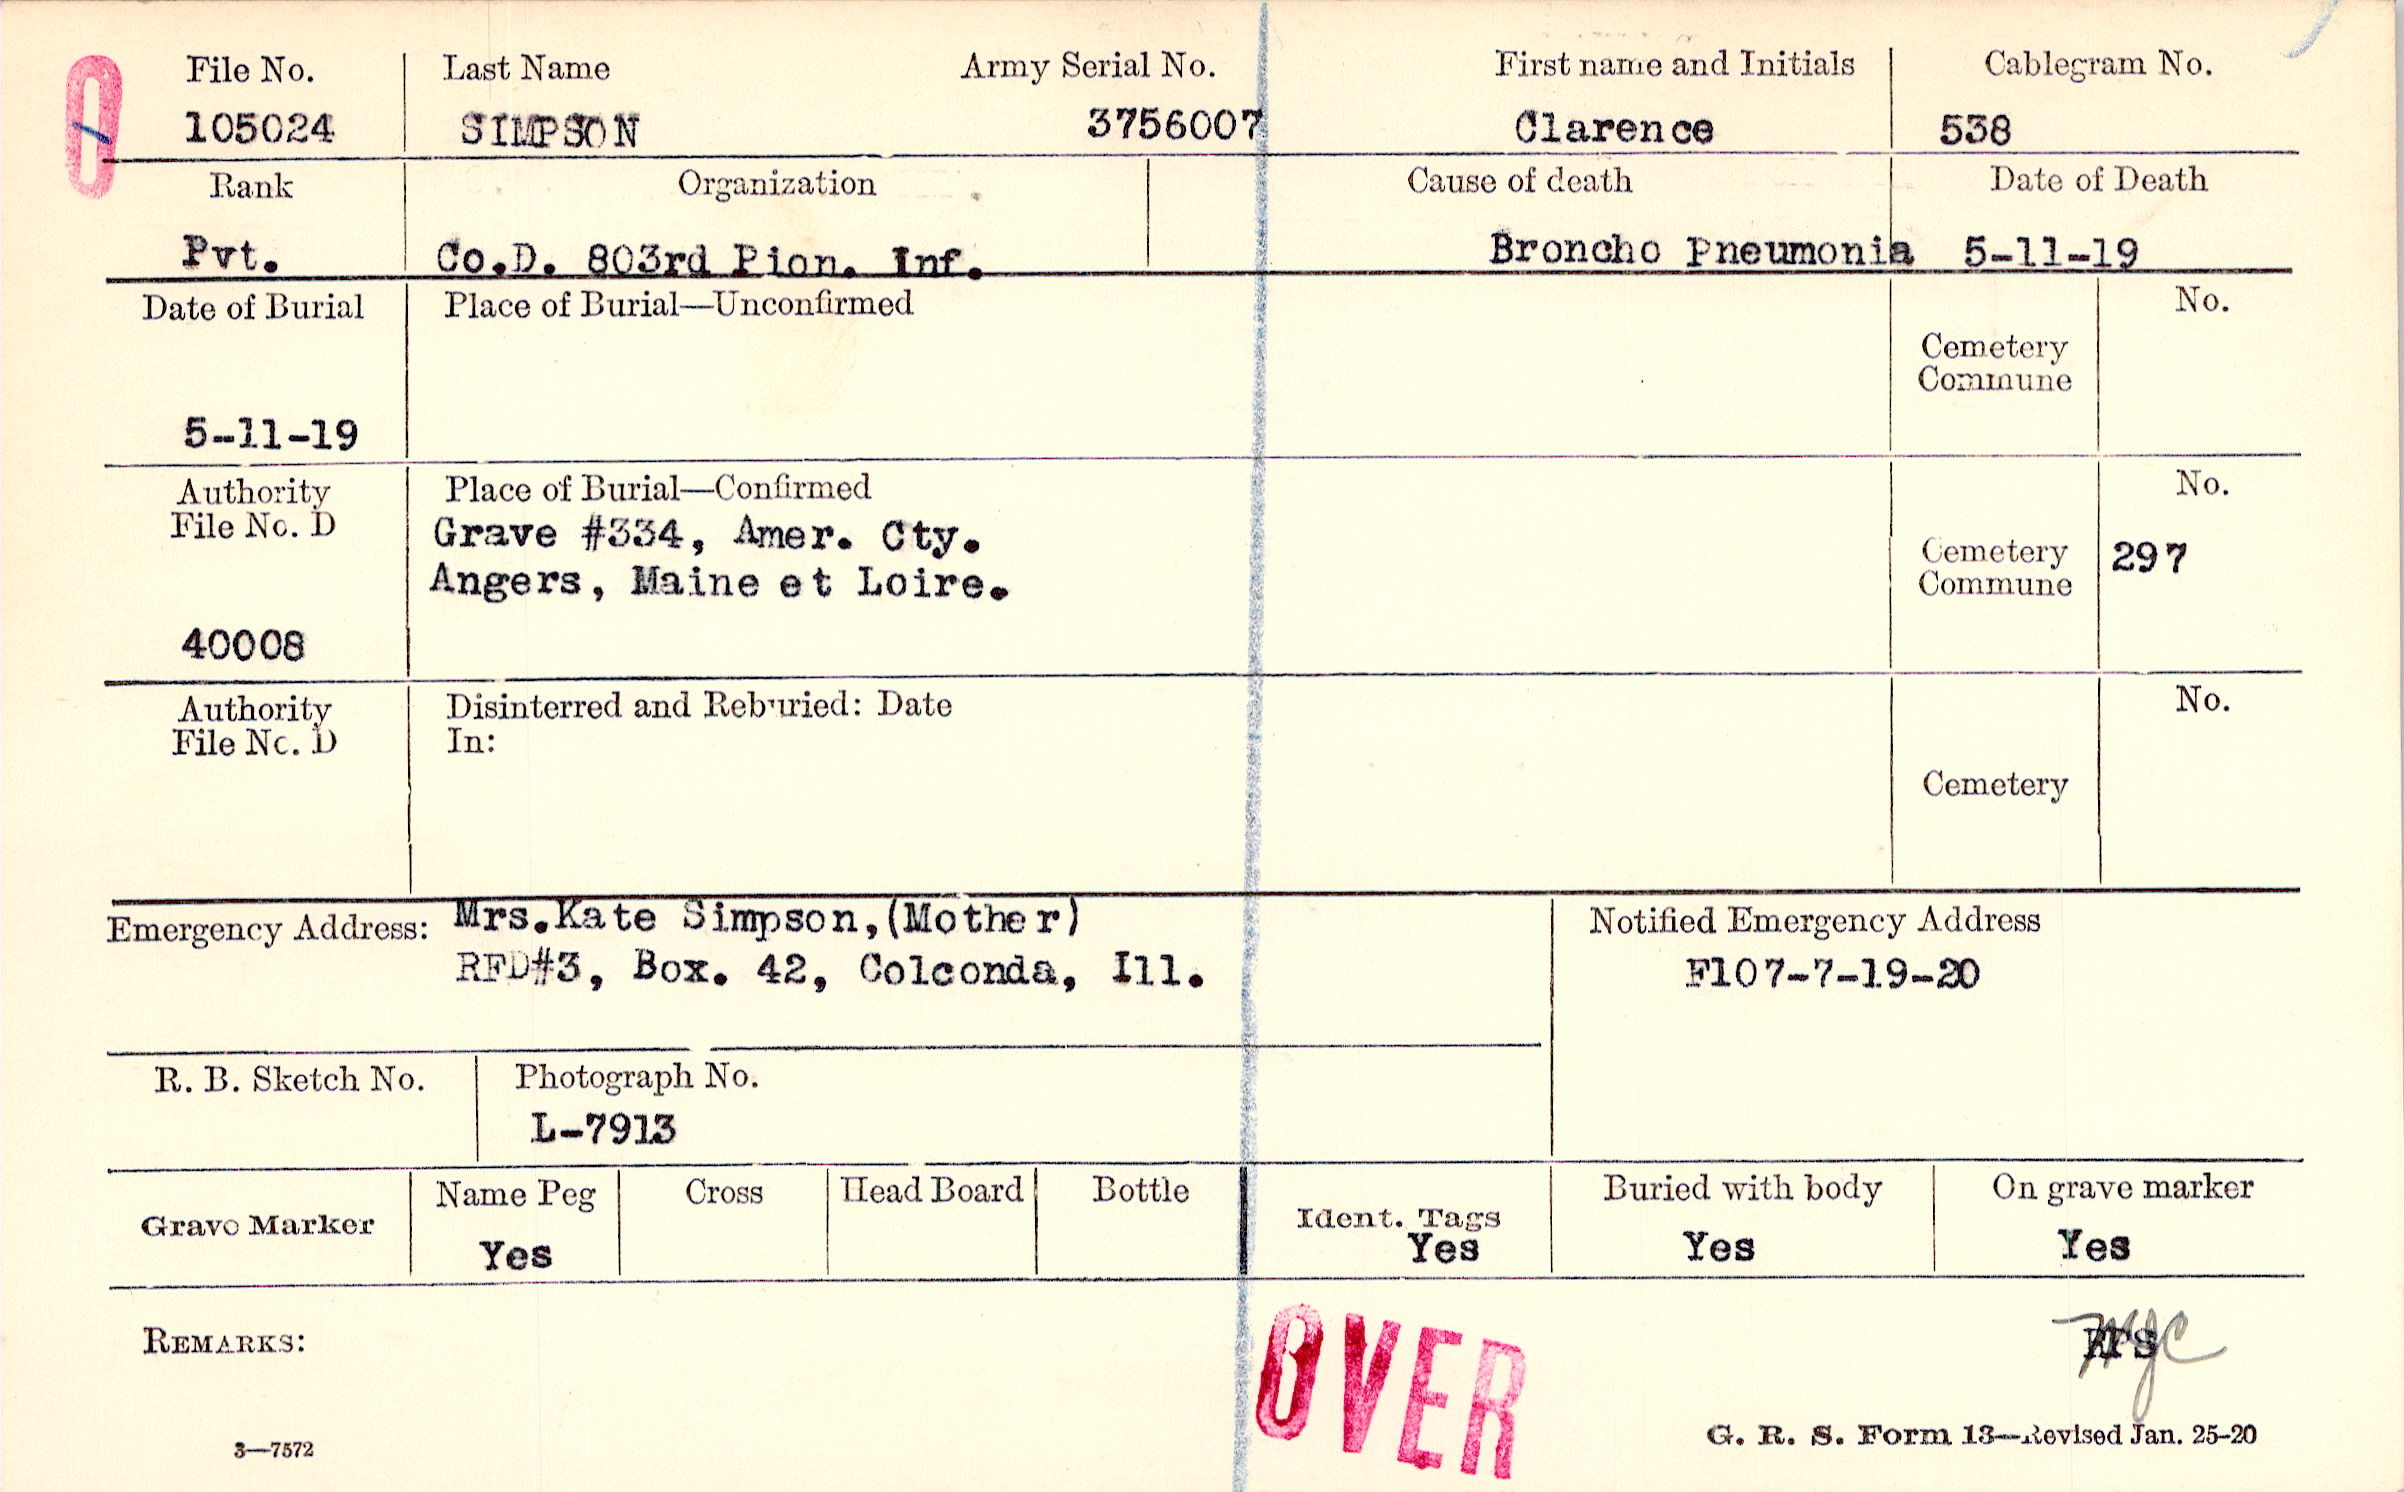 File No. Last Name Army Serial No. First name and Initials Cablegram No.
105024 SIMPSON 3756007 Clarence 538
Rank Organization Cause of death Date of Death
Pvt. Co.D. 803rd Pion. Inf. Broncho Pneumonia 5-11-19
Date of Burial Place of Burial—Unconfirmed No.
Cemetery
Commune
5-11-19
Authority Place of Burial—Confirmed No.
File No. D Grave #334, Amer. Cty.
Angers, Maine et Loire. Cemetery 297
Commune
40008
Authority Disinterred and Reburied: Date No.
File No. D In:
Cemetery
Emergency Address: Mrs.Kate Simpson,(Mother) Notified Emergency Address
RFD#3, Box. 42, Colconda, Ill. F107-7-19-20
R. B. Sketch No. Photograph No.
L-7913
Name Peg Cross Head Board Bottle Buried with body On grave marker
Grave Marker Ident. Tags
Yes Yes Yes Yes
REMARKS:
OVER
3—7572 G. R. S. Form 13—Revised Jan. 25-20